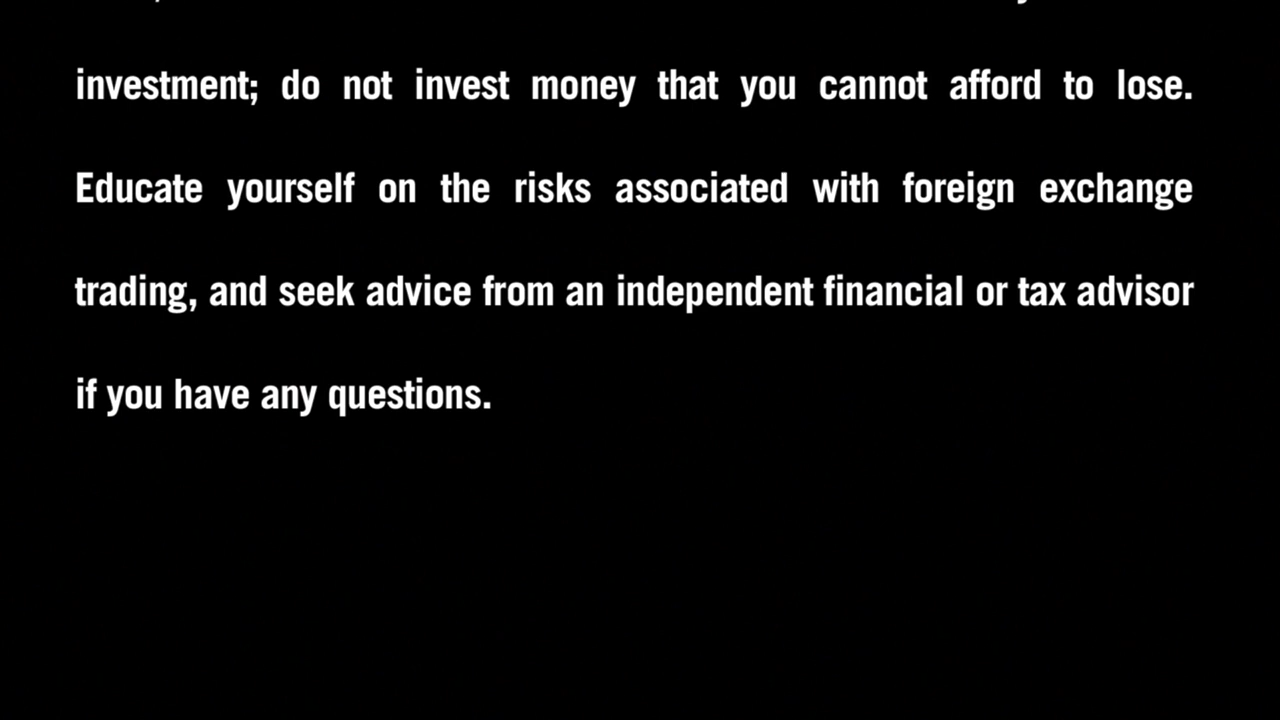 investment; do not invest money that you cannot afford to lose.
Educate yourself on the risks associated with foreign exchange
trading, and seek advice from an independent financial or tax advisor
if you have any questions.